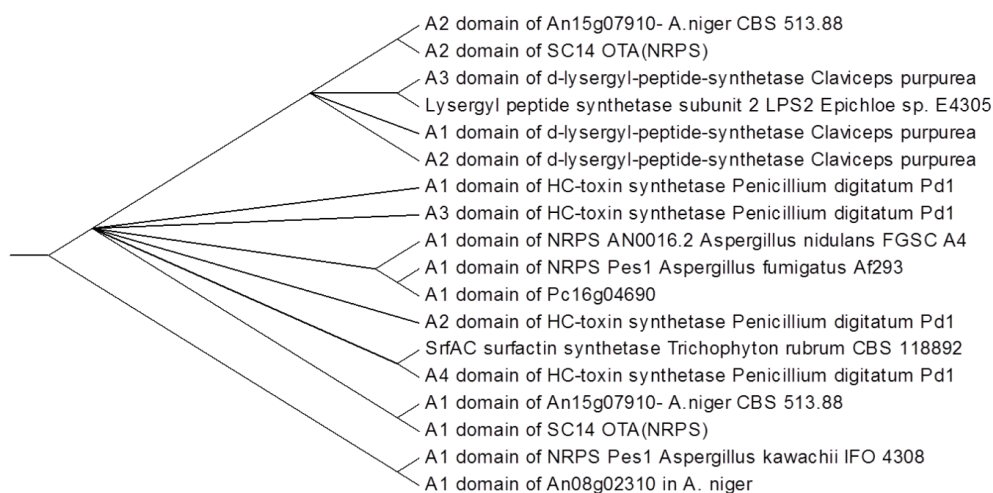 A2 domain of An15g07910- A.niger CBS 513.88
A2 domain of SC14 OTA(NRPS)
A3 domain of d-lysergyl-peptide-synthetase Claviceps purpurea
Lysergyl peptide synthetase subunit 2 LPS2 Epichloe sp. E4305
A1 domain of d-lysergyl-peptide-synthetase Claviceps purpurea
A2 domain of d-lysergyl-peptide-synthetase Claviceps purpurea
A1 domain of HC-toxin synthetase Penicillium digitatum Pd1
A3 domain of HC-toxin synthetase Penicillium digitatum Pd1
A1 domain of NRPS AN0016.2 Aspergillus nidulans FGSC A4
A1 domain of NRPS Pes1 Aspergillus fumigatus Af293
A1 domain of Pc16g04690
A2 domain of HC-toxin synthetase Penicillium digitatum Pd1
SrfAC surfactin synthetase Trichophyton rubrum CBS 118892
A4 domain of HC-toxin synthetase Penicillium digitatum Pd1
A1 domain of An15g07910- A.niger CBS 513.88
A1 domain of SC14 OTA(NRPS)
A1 domain of NRPS Pes1 Aspergillus kawachii IFO 4308
A1 domain of An08g02310 in A. niger